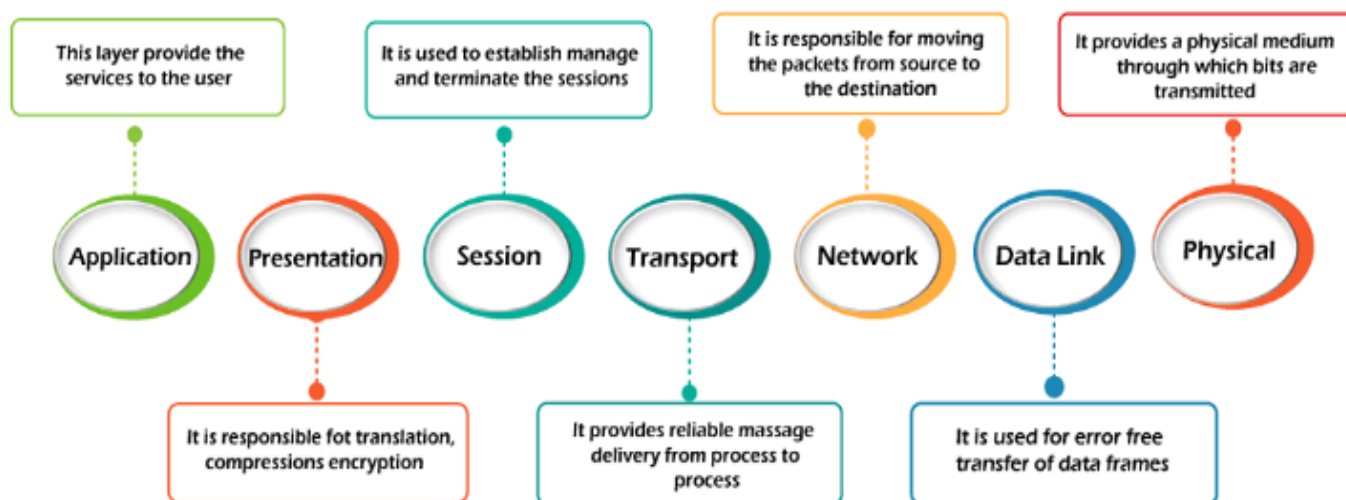 This layer provide the
services to the user
It is used to establish manage
and terminate the sessions
It is responsible for moving
the packets from source to
the destination
It provides a physical medium
through which bits are
transmitted
Application
Presentation
Session
Transport
Network
Data Link
Physical
It is responsible fot translation,
compressions encryption
It provides reliable massage
delivery from process to
process
It is used for error free
transfer of data frames